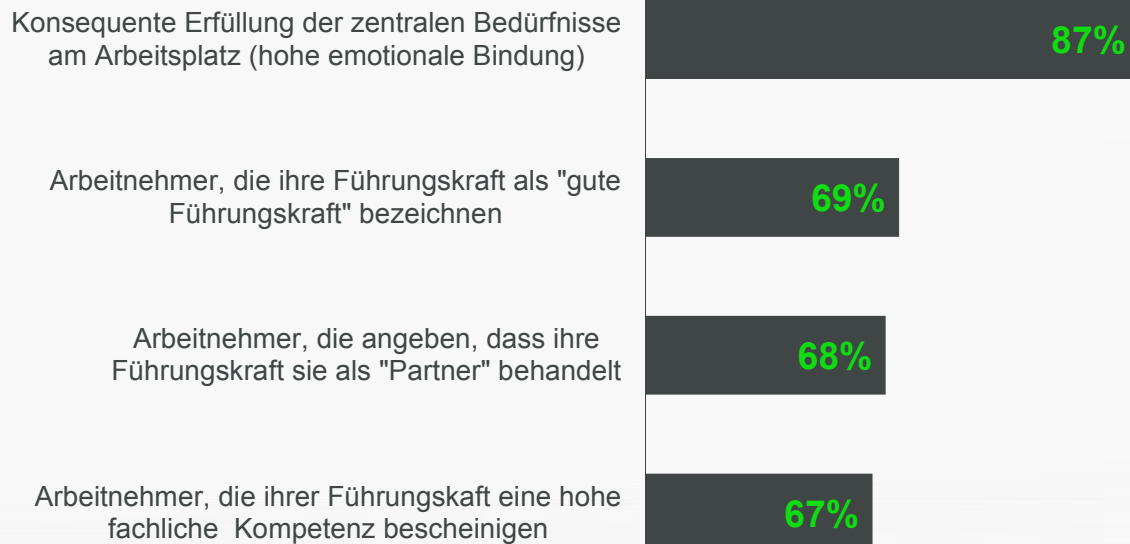 Konsequente Erfüllung der zentralen Bedürfnisse
am Arbeitsplatz (hohe emotionale Bindung)
87%
Arbeitnehmer, die ihre Führungskraft als "gute
Führungskraft" bezeichnen
69%
Arbeitnehmer, die angeben, dass ihre
Führungskraft sie als "Partner" behandelt
68%
Arbeitnehmer, die ihrer Führungskaft eine hohe
fachliche Kompetenz bescheinigen
67%